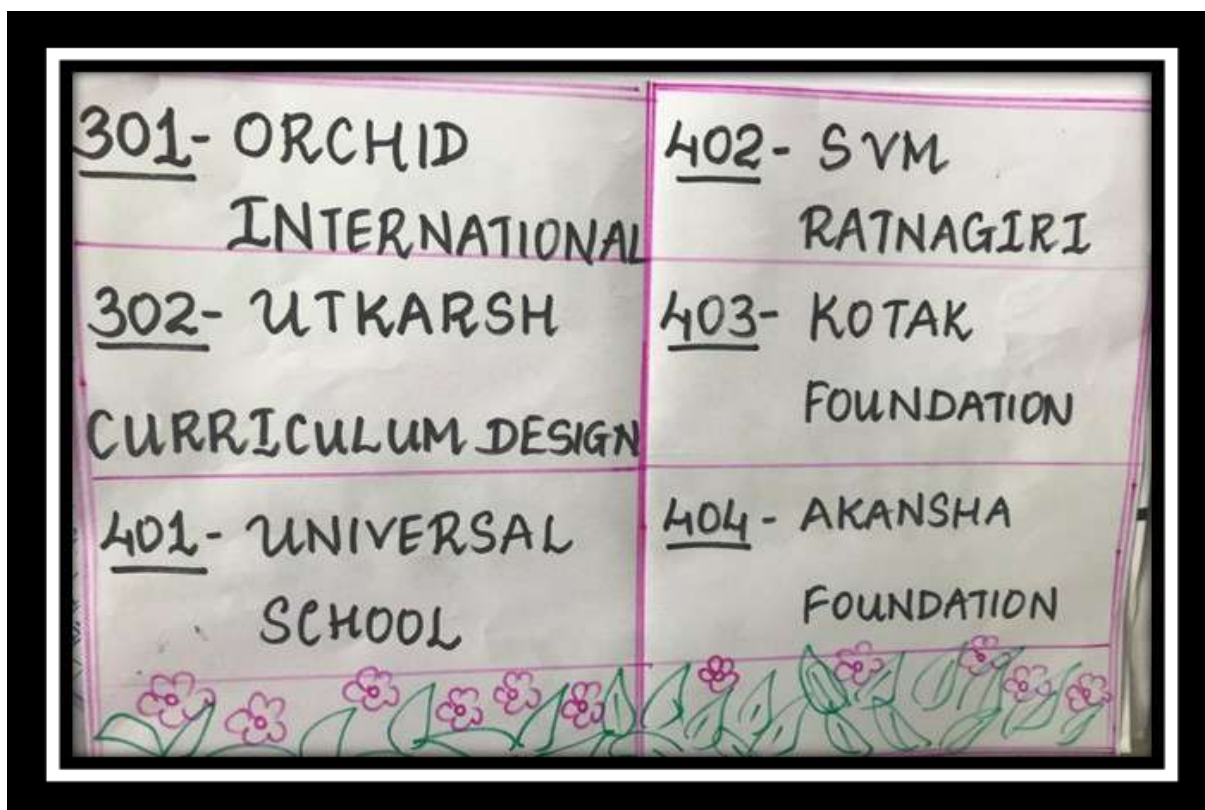 301- ORCHID
INTERNATIONAL
302- UTKARSH
CURRICULUM DESIGN
401- UNIVERSAL
SCHOOL
402- SVM
RATNAGIRI
403- KOTAK
FOUNDATION
404- AKANSHA
FOUNDATION